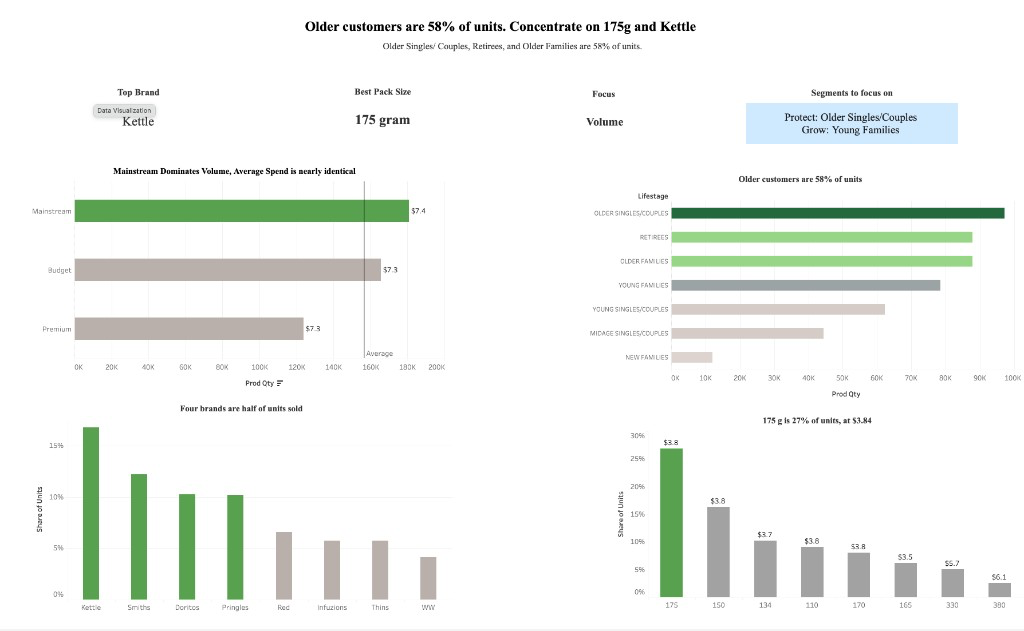 Older customers are 58% of units. Concentrate on 175g and Kettle
Older Singles/ Couples, Retirees, and Older Families are 58% of units.
Top Brand
Data Visualization
Kettle
Best Pack Size
175 gram
Focus
Volume
Segments to focus on
Protect: Older Singles/Couples
Grow: Young Families
Mainstream Dominates Volume, Average Spend is nearly identical
Mainstream
$7.4
Budget
$7.3
Premium
$7.3
Average
0K 20K 40K 60K 80K 100K 120K 140K 160K 180K 200K
Prod Qty
Older customers are 58% of units
Lifestage
OLDER SINGLES/COUPLES
RETIREES
OLDER FAMILIES
YOUNG FAMILIES
YOUNG SINGLES/COUPLES
MIDAGE SINGLES/COUPLES
NEW FAMILIES
0K 10K 20K 30K 40K 50K 60K 70K 80K 90K 100K
Prod Qty
Four brands are half of units sold
Share of Units
15%
10%
5%
0%
Kettle Smiths Doritos Pringles Red Infuzions Thins WW
175 g is 27% of units, at $3.84
Share of Units
30%
25%
20%
15%
10%
5%
0%
$3.8 $3.8 $3.7 $3.8 $3.8 $3.5 $5.7 $6.1
175 150 134 110 170 165 330 380